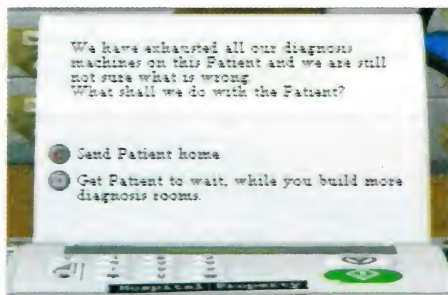 We have exhausted all our diagnosis
machines on this Patient and we are still
not sure what is wrong.
What shall we do with the Patient?
Send Patient home
Get Patient to wait, while you build more
diagnosis rooms.
Hospital Property